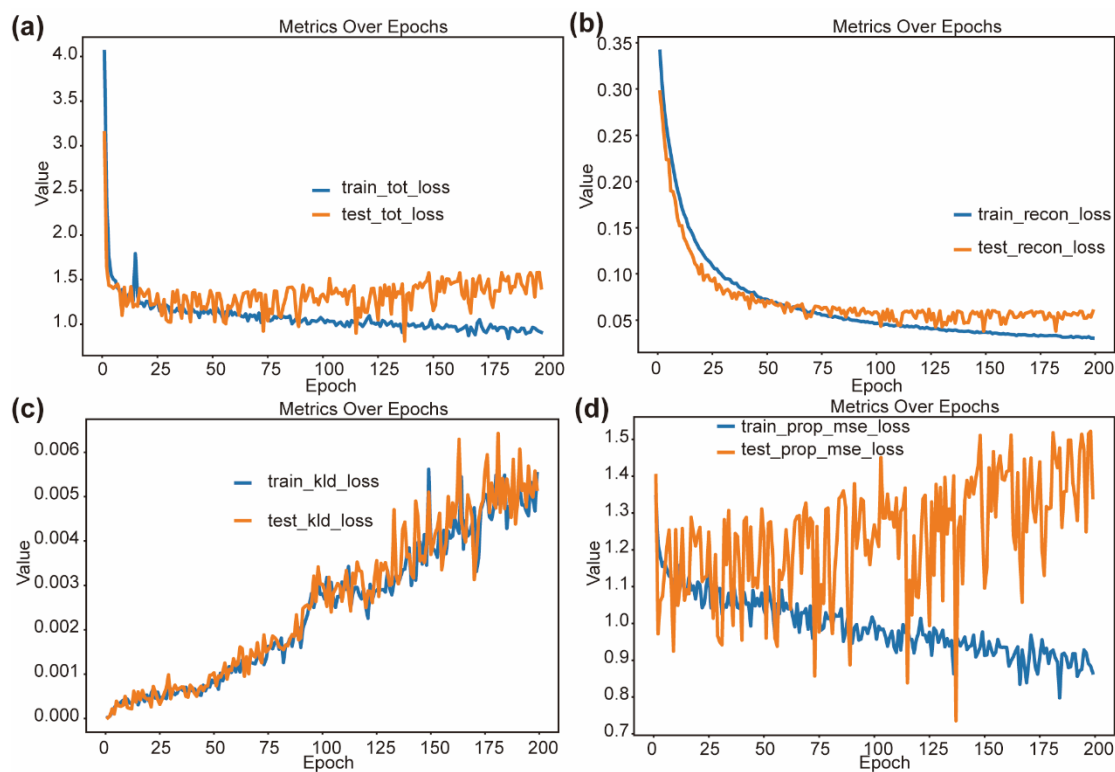 (a)
Metrics Over Epochs
4.0
3.5
3.0
2.5
2.0
1.5
1.0
Value
train_tot_loss
test_tot_loss
0 25 50 75 100 125 150 175 200
Epoch
(b)
Metrics Over Epochs
0.35
0.30
0.25
0.20
0.15
0.10
0.05
Value
train_recon_loss
test_recon_loss
0 25 50 75 100 125 150 175 200
Epoch
(c)
Metrics Over Epochs
0.006
0.005
0.004
0.003
0.002
0.001
0.000
Value
train_kld_loss
test_kld_loss
0 25 50 75 100 125 150 175 200
Epoch
(d)
Metrics Over Epochs
1.5
1.4
1.3
1.2
1.1
1.0
0.9
0.8
0.7
Value
train_prop_mse_loss
test_prop_mse_loss
0 25 50 75 100 125 150 175 200
Epoch